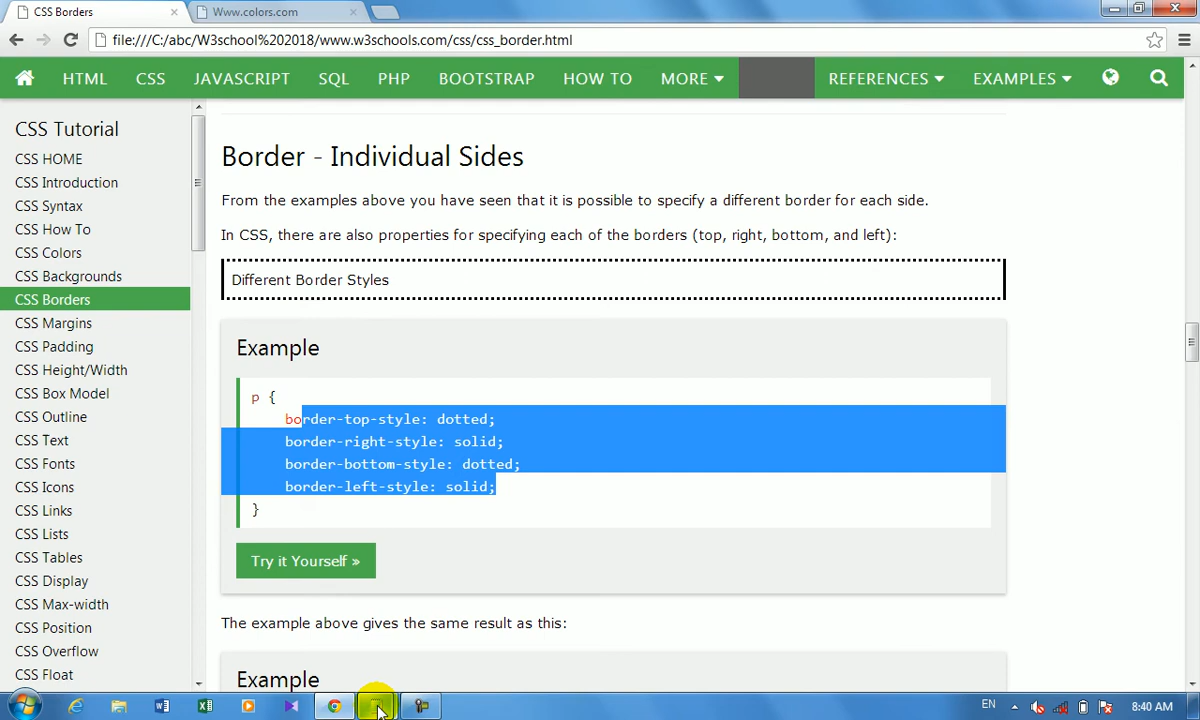 CSS Borders
Www.colors.com
file:///C:/abc/W3school%202018/www.w3schools.com/css/css_border.html
HTML CSS JAVASCRIPT SQL PHP BOOTSTRAP HOW TO MORE REFERENCES EXAMPLES
CSS Tutorial
CSS HOME
CSS Introduction
CSS Syntax
CSS How To
CSS Colors
CSS Backgrounds
CSS Borders
CSS Margins
CSS Padding
CSS Height/Width
CSS Box Model
CSS Outline
CSS Text
CSS Fonts
CSS Icons
CSS Links
CSS Lists
CSS Tables
CSS Display
CSS Max-width
CSS Position
CSS Overflow
CSS Float
Border - Individual Sides
From the examples above you have seen that it is possible to specify a different border for each side.
In CSS, there are also properties for specifying each of the borders (top, right, bottom, and left):
Different Border Styles
Example
p {
border-top-style: dotted;
border-right-style: solid;
border-bottom-style: dotted;
border-left-style: solid;
}
Try it Yourself »
The example above gives the same result as this:
Example
EN
8:40 AM